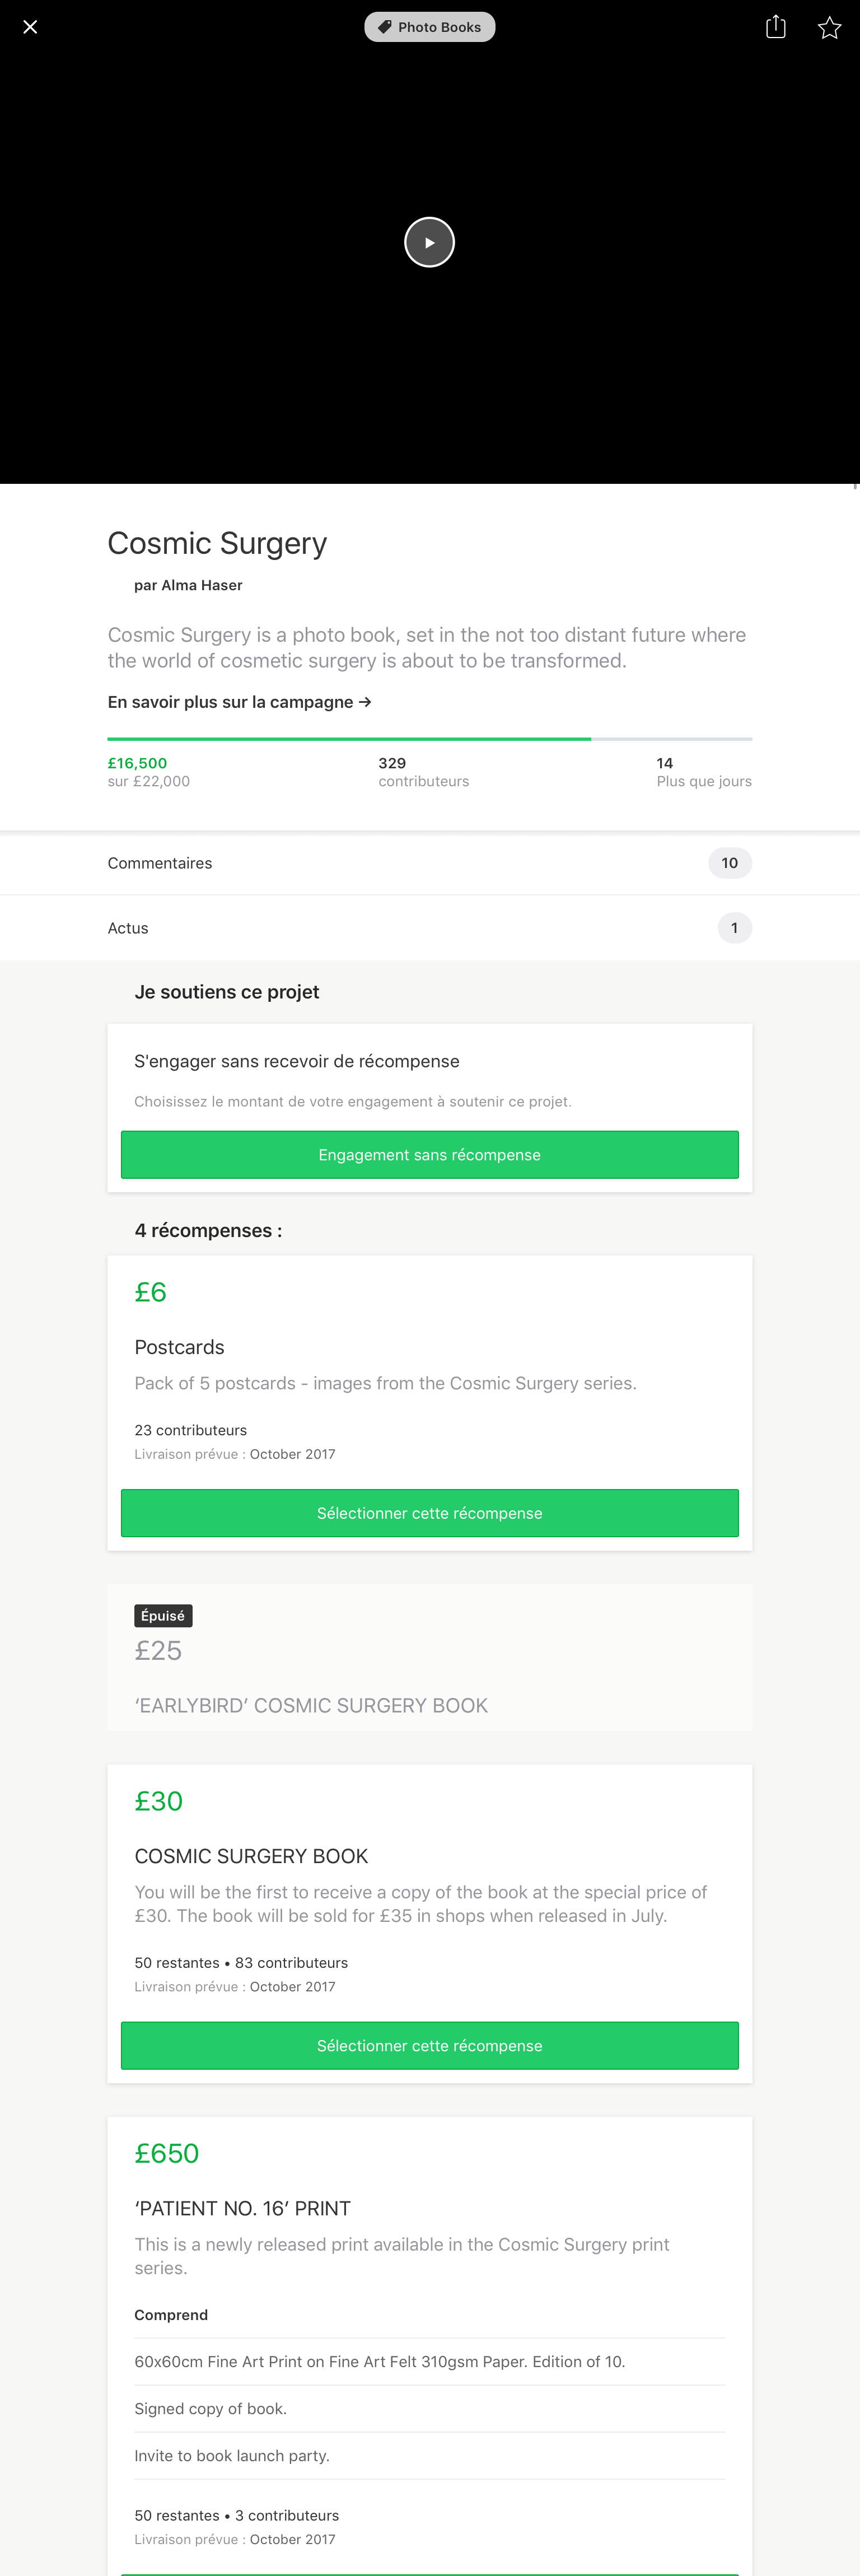 Photo Books
Cosmic Surgery
par Alma Haser
Cosmic Surgery is a photo book, set in the not too distant future where
the world of cosmetic surgery is about to be transformed.
En savoir plus sur la campagne →
£16,500
sur £22,000
329
contributeurs
14
Plus que jours
Commentaires
10
Actus
1
Je soutiens ce projet
S'engager sans recevoir de récompense
Choisissez le montant de votre engagement à soutenir ce projet.
Engagement sans récompense
4 récompenses :
£6
Postcards
Pack of 5 postcards - images from the Cosmic Surgery series.
23 contributeurs
Livraison prévue : October 2017
Sélectionner cette récompense
Épuisé
£25
‘EARLYBIRD’ COSMIC SURGERY BOOK
£30
COSMIC SURGERY BOOK
You will be the first to receive a copy of the book at the special price of
£30. The book will be sold for £35 in shops when released in July.
50 restantes • 83 contributeurs
Livraison prévue : October 2017
Sélectionner cette récompense
£650
‘PATIENT NO. 16’ PRINT
This is a newly released print available in the Cosmic Surgery print
series.
Comprend
60x60cm Fine Art Print on Fine Art Felt 310gsm Paper. Edition of 10.
Signed copy of book.
Invite to book launch party.
50 restantes • 3 contributeurs
Livraison prévue : October 2017